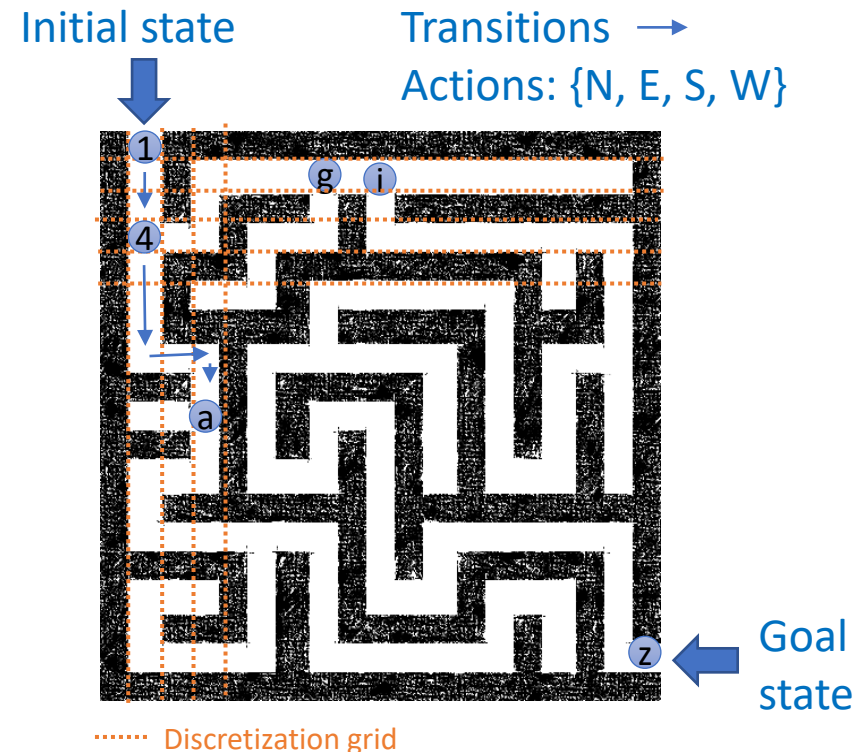 Initial state
Transitions
Actions: {N, E, S, W}
1
g
i
4
a
z
Goal
state
Discretization grid